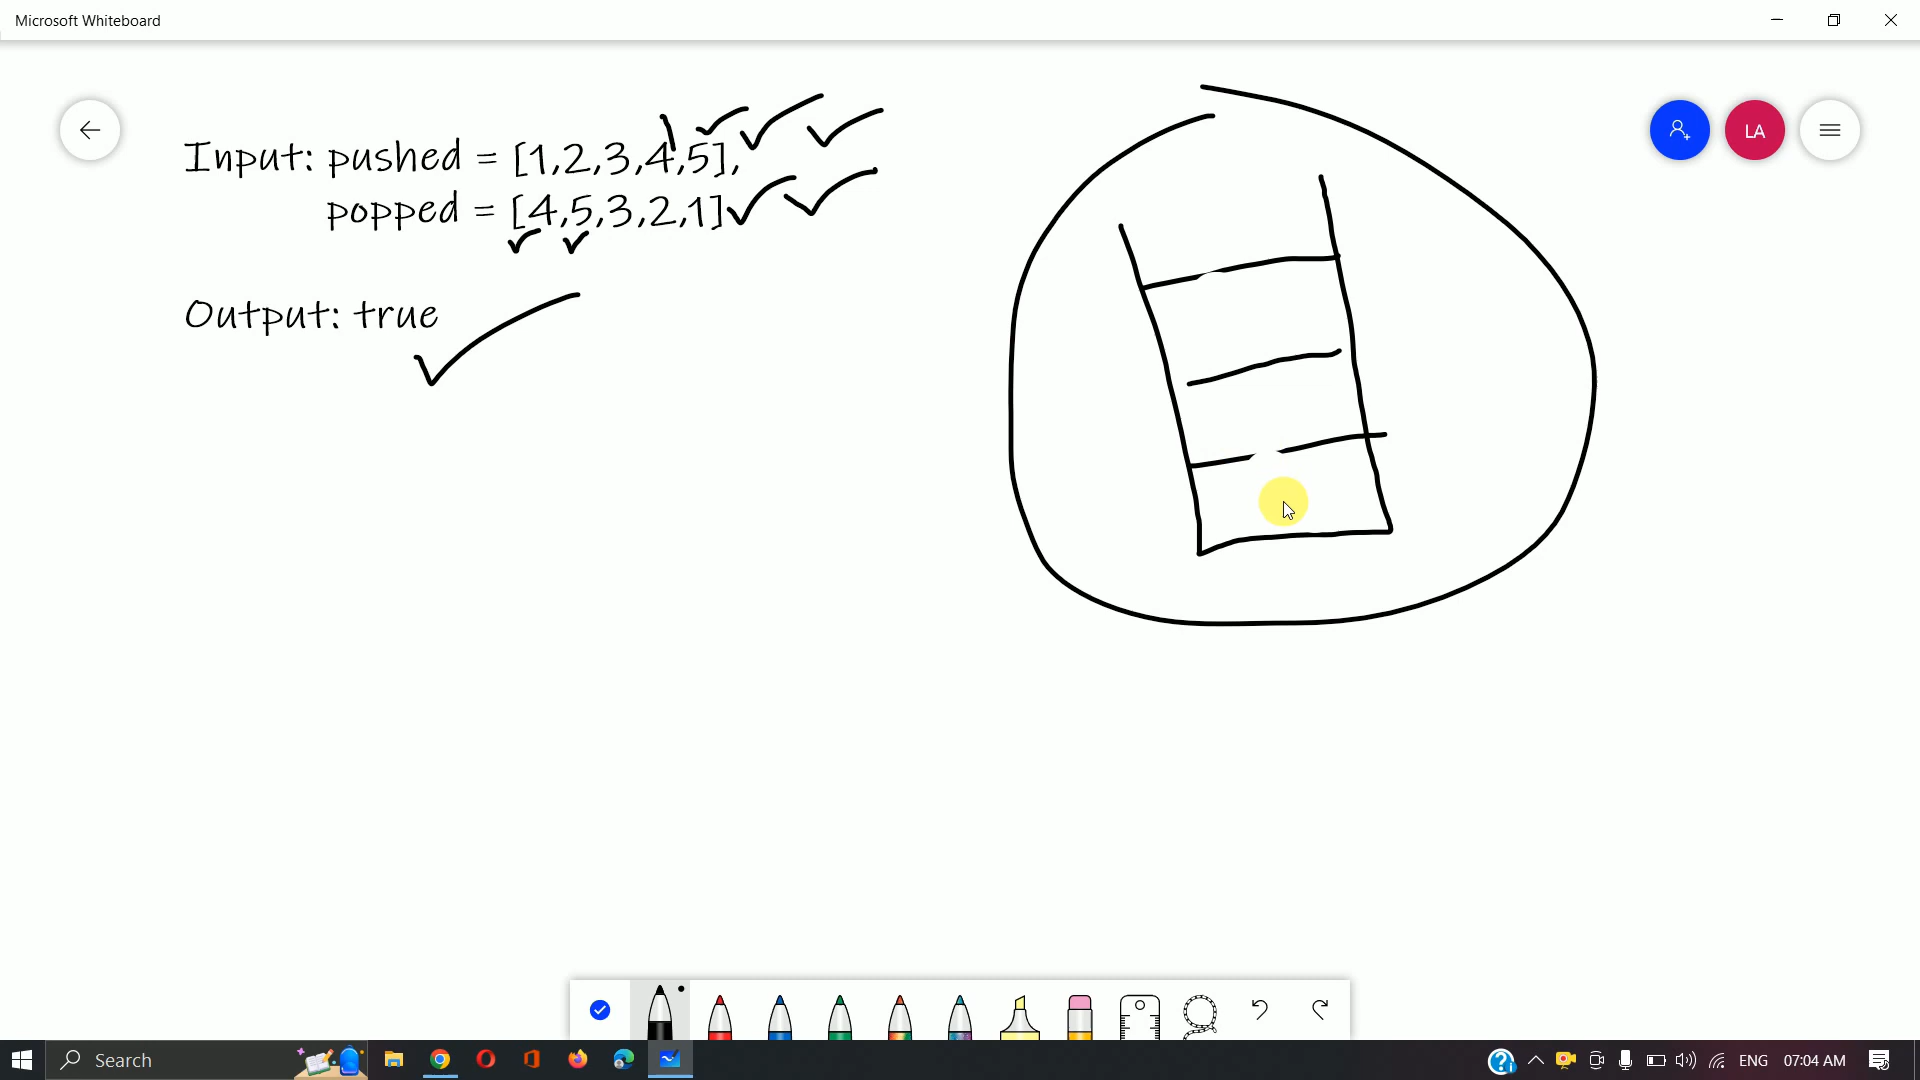 Microsoft Whiteboard
LA
Input: pushed = [1,2,3,4,5],
popped = [4,5,3,2,1]
Output: true
Search
ENG
07:04 AM